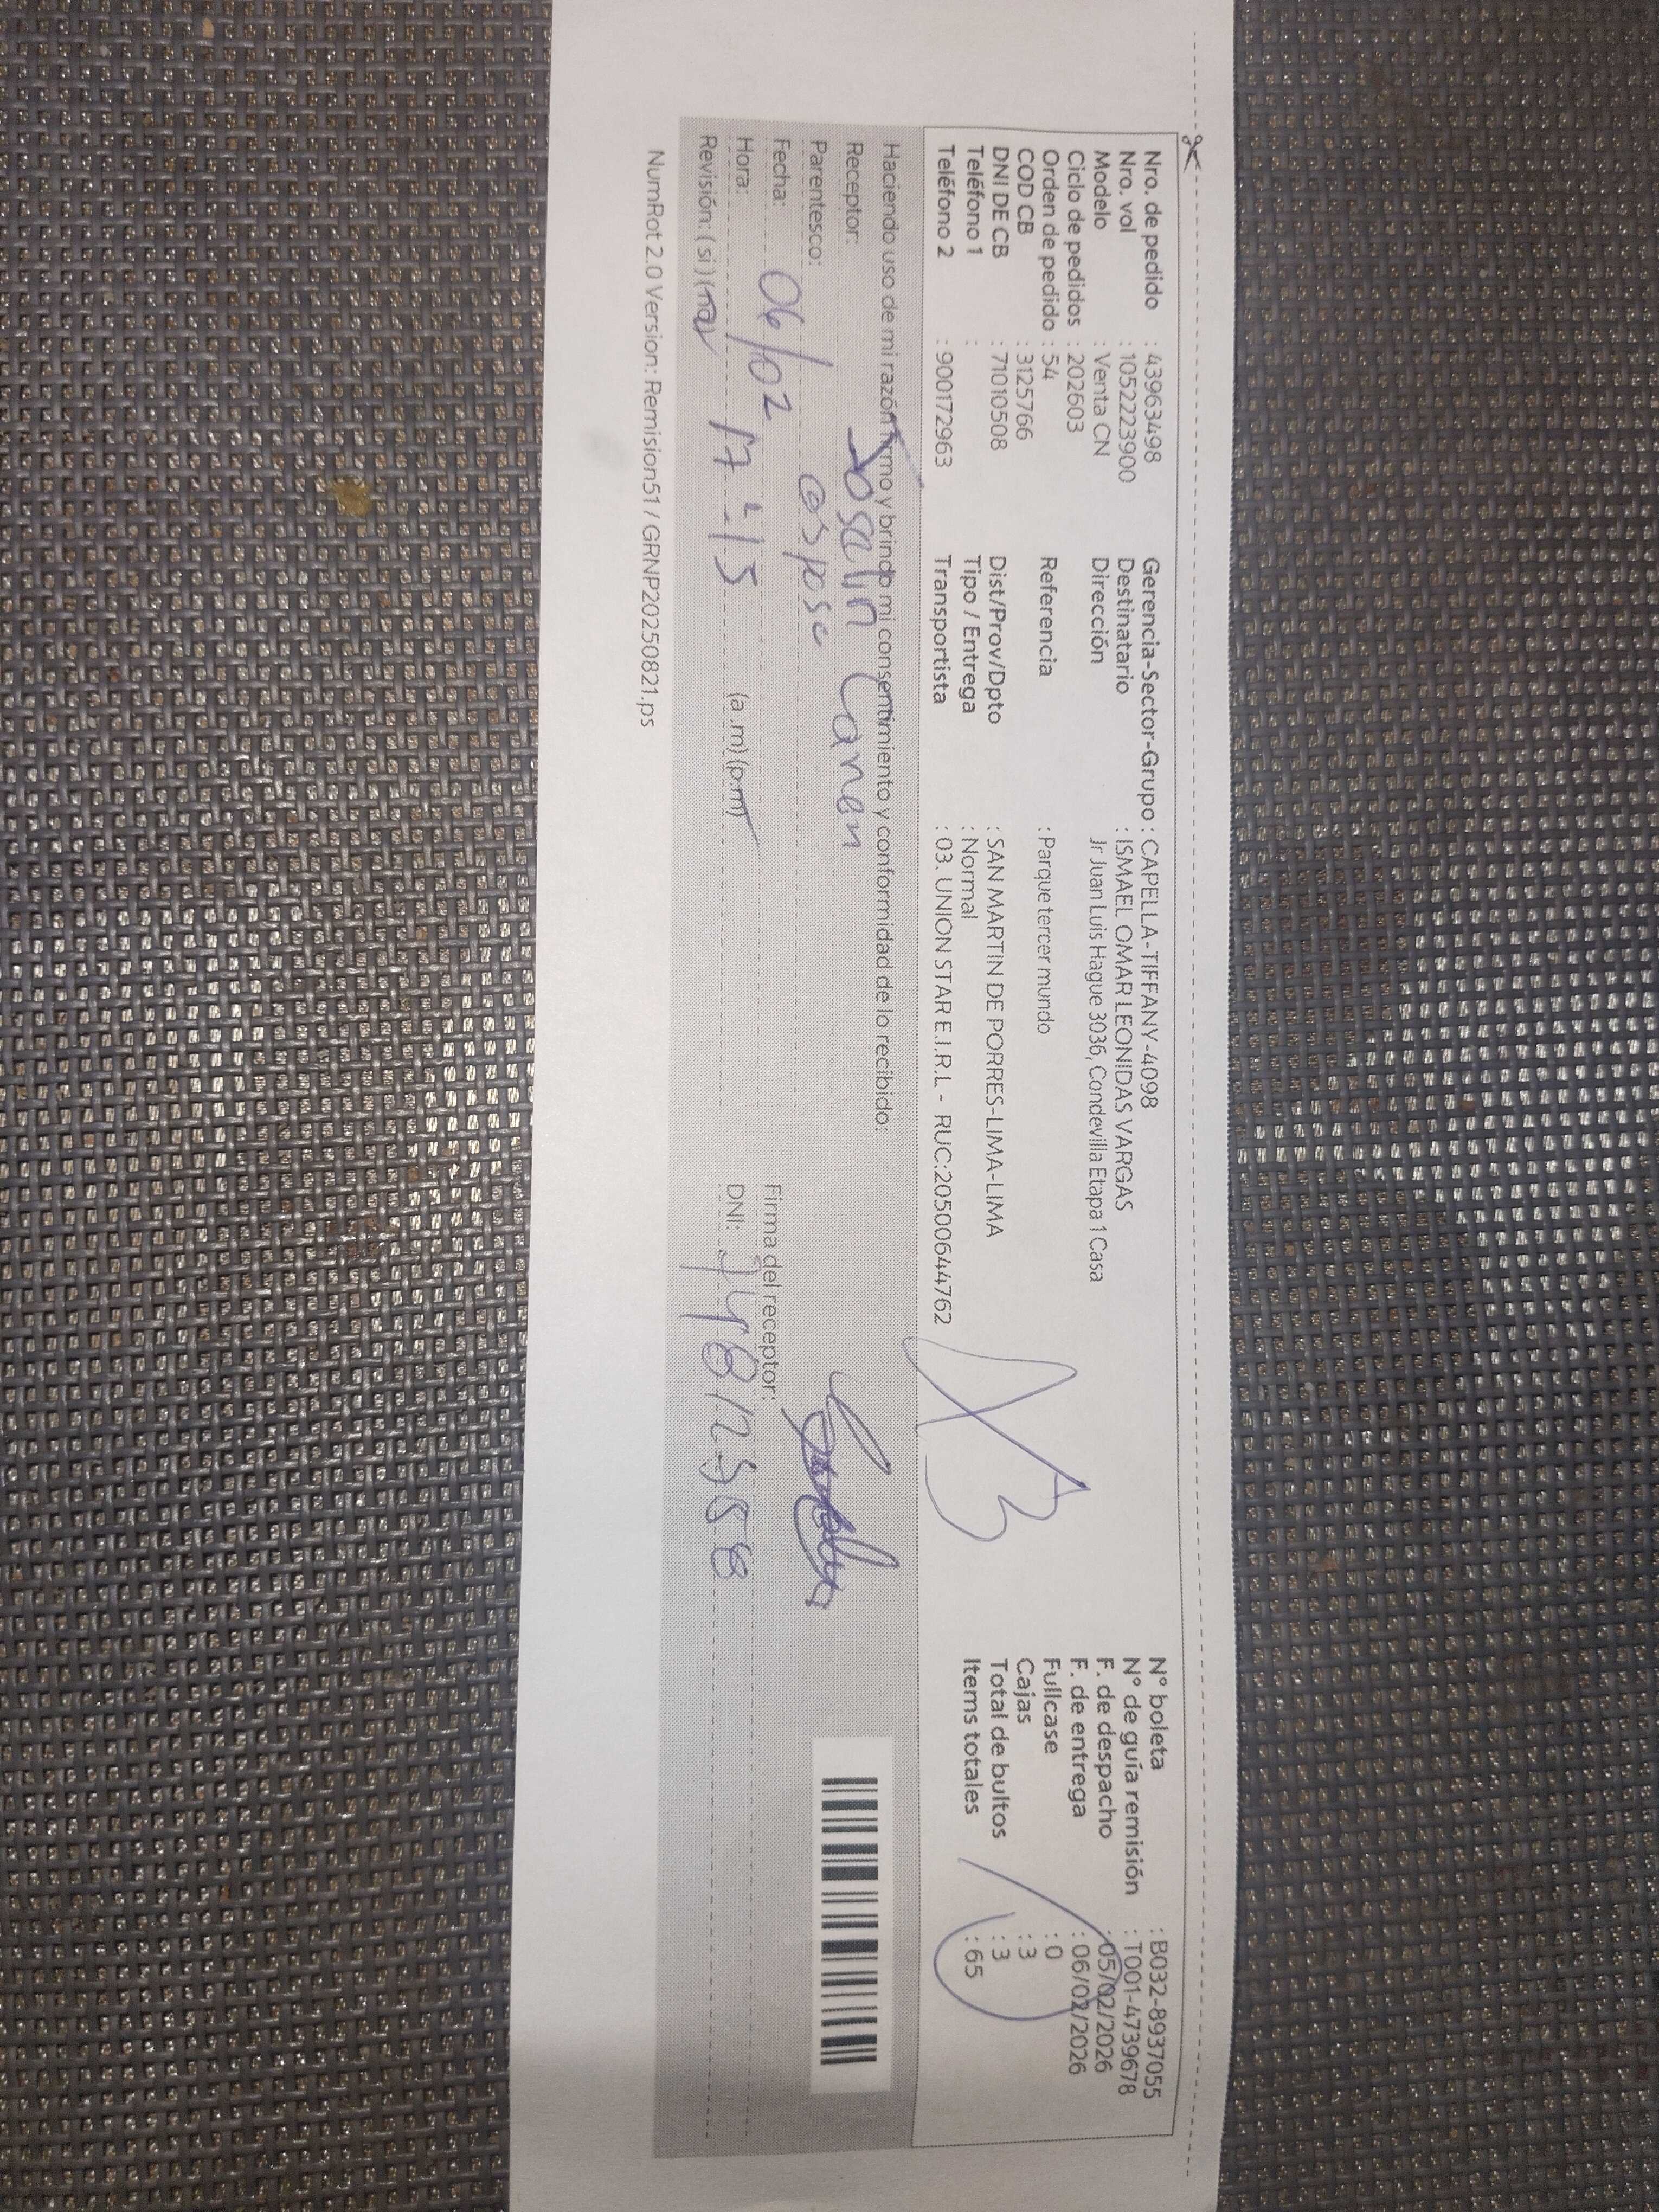 Nro. de pedido : 43963498
Nro. vol : 1052223900
Modelo : Venta CN
Ciclo de pedidos : 202603
Orden de pedido : 54
COD CB : 3125766
DNI DE CB : 71010508
Teléfono 1 :
Teléfono 2 : 900172963
Gerencia-Sector-Grupo : CAPELLA-TIFFANY-4098
Destinatario : ISMAEL OMAR LEONIDAS VARGAS
Dirección Jr Juan Luis Hague 3036, Condevilla Etapa 1 Casa
Referencia : Parque tercer mundo
Dist/Prov/Dpto : SAN MARTIN DE PORRES-LIMA-LIMA
Tipo / Entrega : Normal
Transportista : 03. UNION STAR E.I.R.L - RUC:20500644762
N° boleta : B032-8937055
N° de guía remisión : T001-4739678
F. de despacho : 05/02/2026
F. de entrega : 06/02/2026
Fullcase : 0
Cajas : 3
Total de bultos : 3
Items totales : 65
Haciendo uso de mi razón firmo y brindo mi consentimiento y conformidad de lo recibido:
Receptor: Josalin
Parentesco: esposa
Fecha: 06/02
Hora: (a.m) (p.m)
Revisión: (si) (no)
Firma del receptor:
DNI:
NumRot 2.0 Version: Remision51 / GRNP20250821.ps